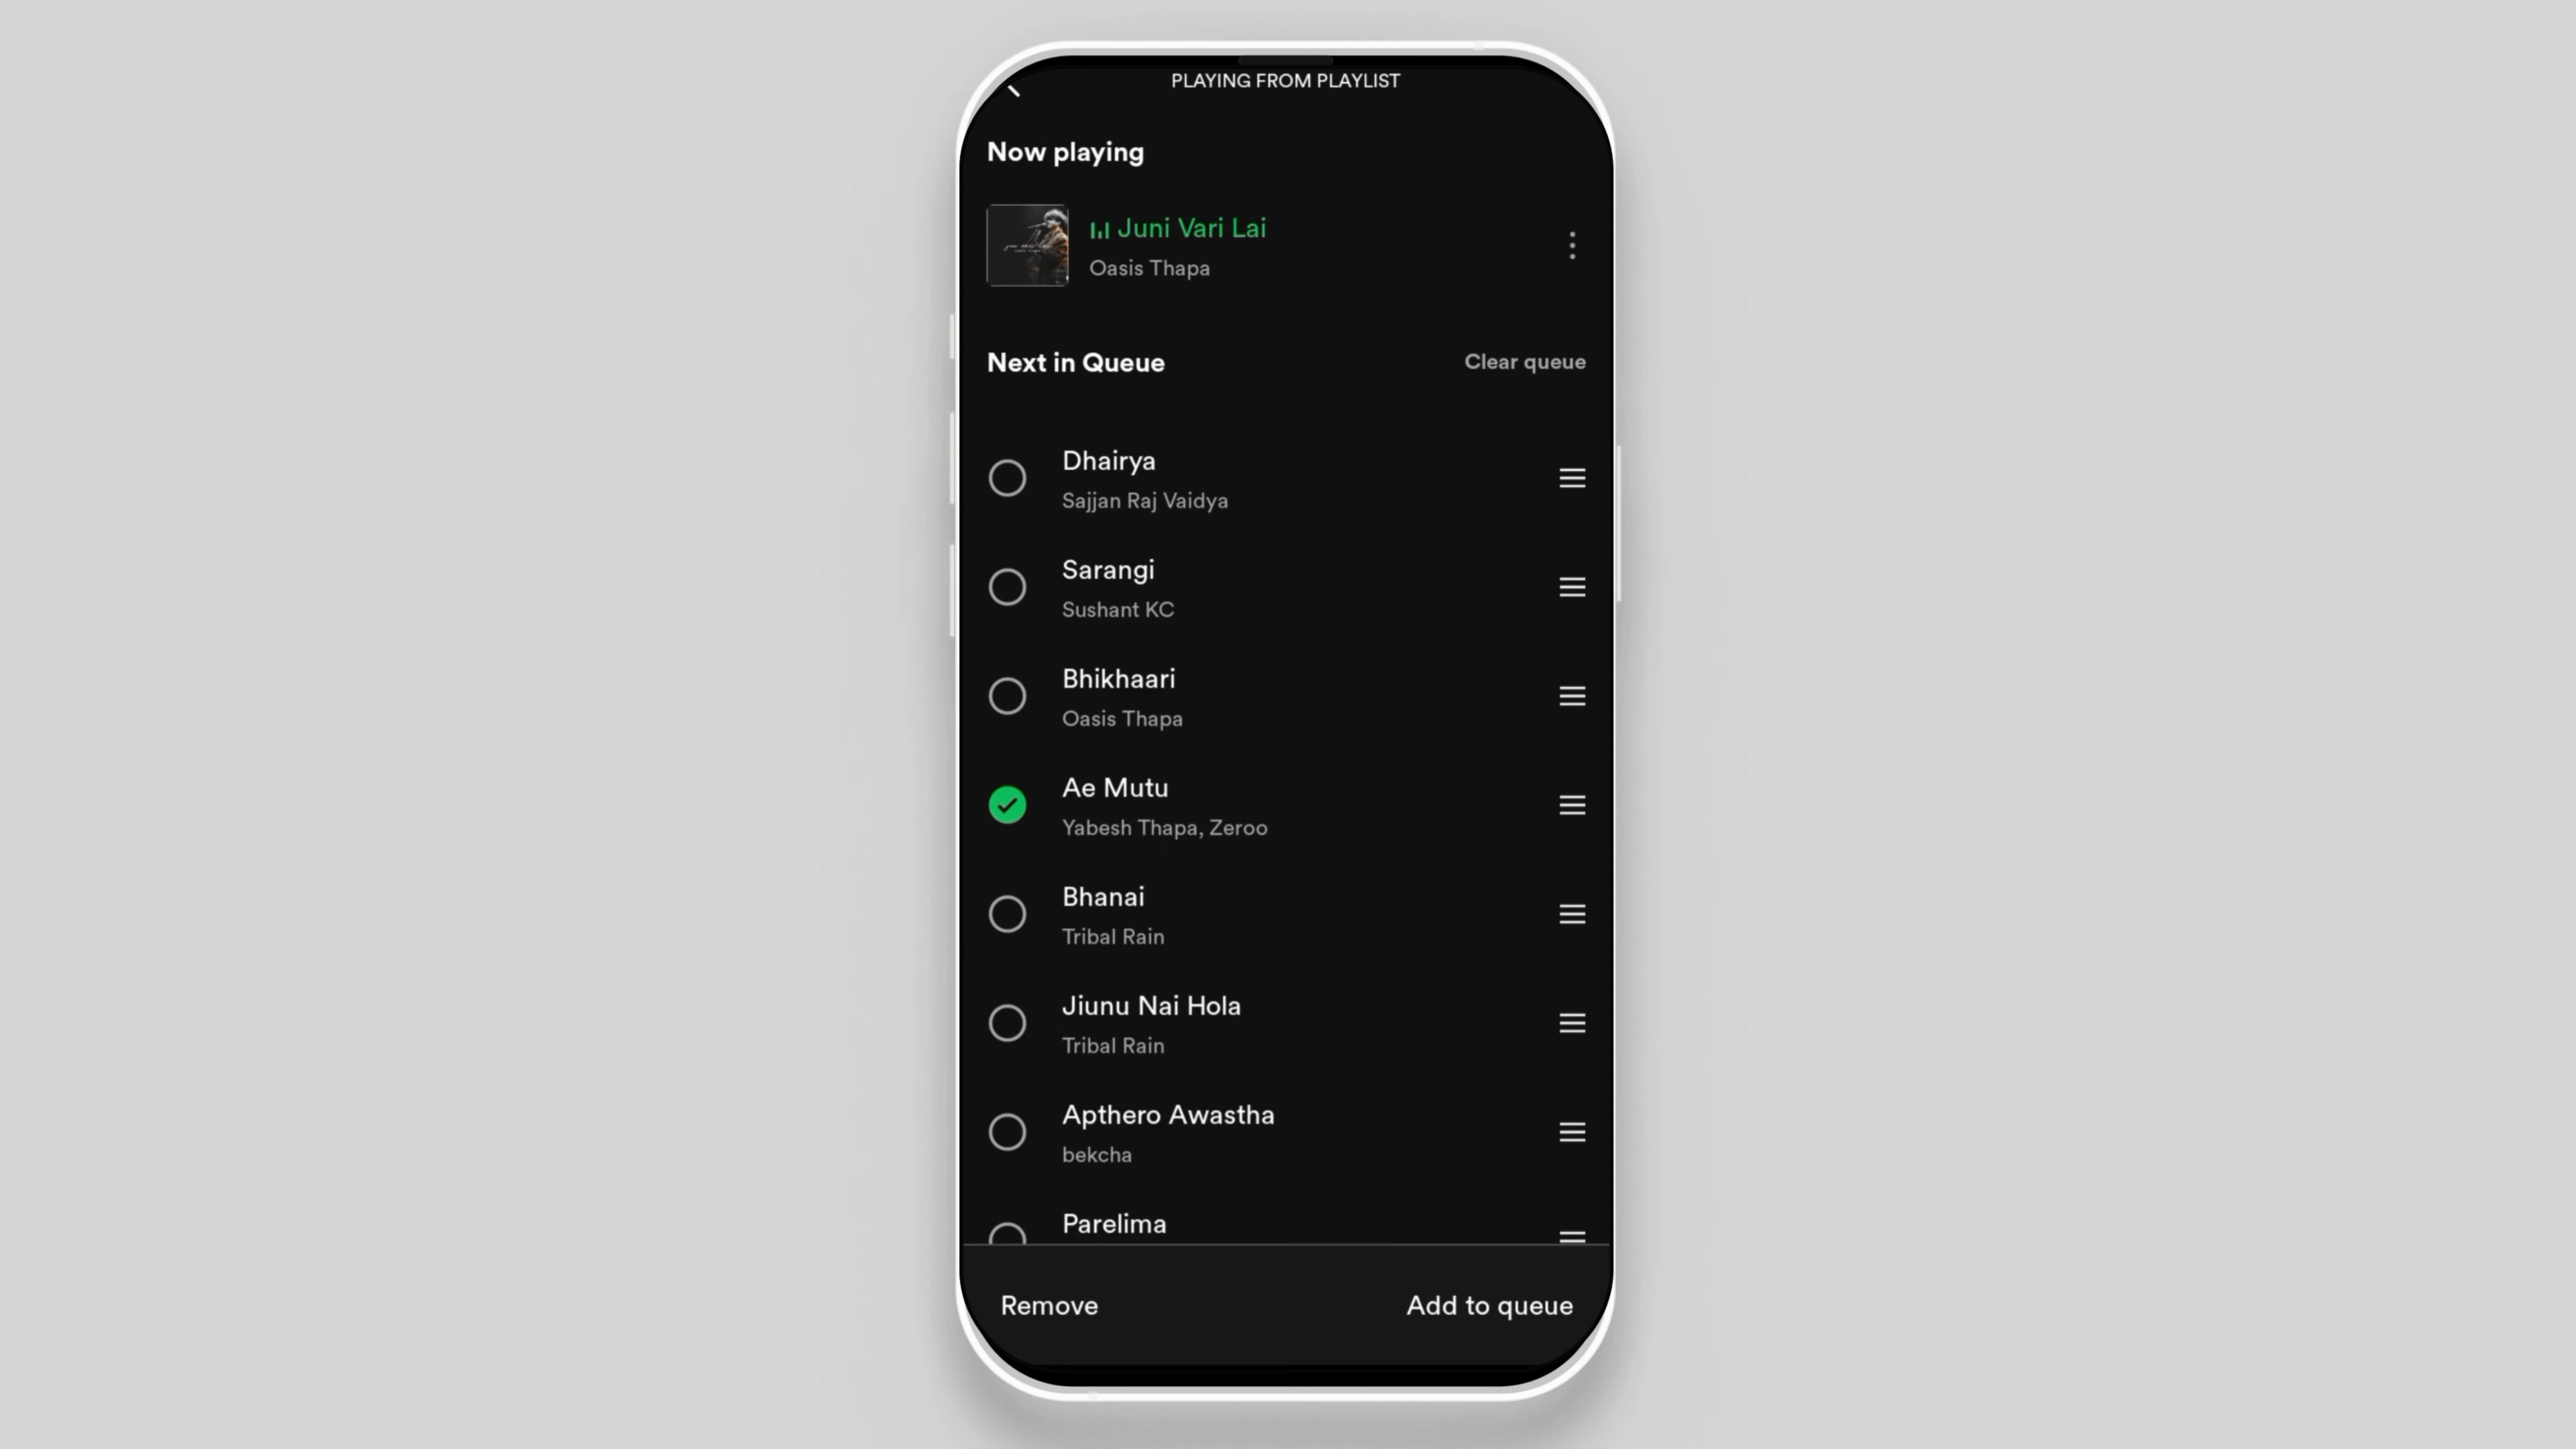 PLAYING FROM PLAYLIST
Now playing
Juni Vari Lai
Oasis Thapa
Next in Queue
Clear queue
Dhairya
Sajjan Raj Vaidya
Sarangi
Sushant KC
Bhikhaari
Oasis Thapa
Ae Mutu
Yabesh Thapa, Zeroo
Bhanai
Tribal Rain
Jiunu Nai Hola
Tribal Rain
Apthero Awastha
bekcha
Parelima
Remove
Add to queue